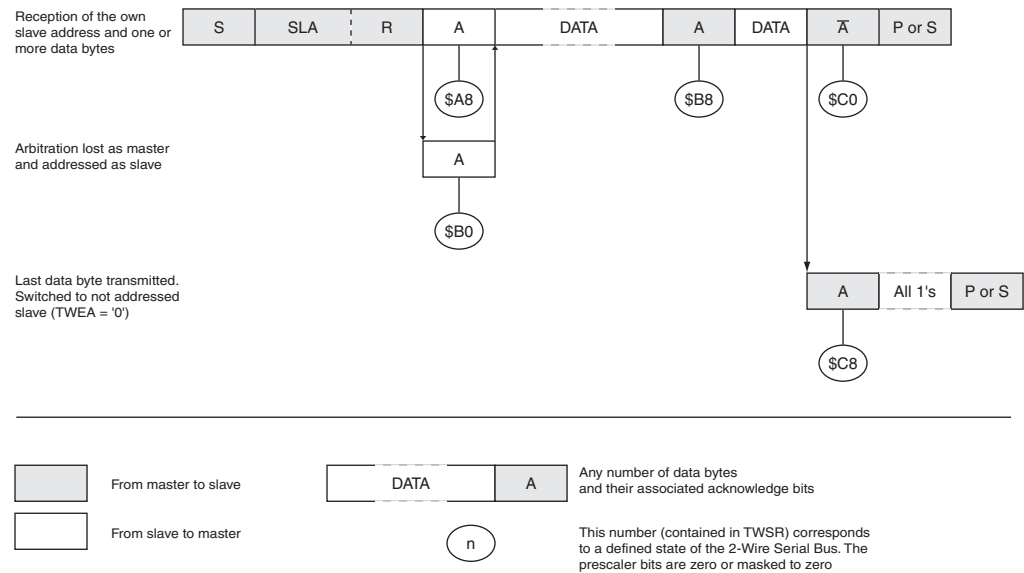 Reception of the own
slave address and one or
more data bytes
S SLA R A DATA A DATA A̅ P or S
$A8 $B8 $C0
Arbitration lost as master
and addressed as slave
A
$B0
Last data byte transmitted.
Switched to not addressed
slave (TWEA = '0')
A All 1's P or S
$C8
From master to slave
DATA A
Any number of data bytes
and their associated acknowledge bits
From slave to master
n
This number (contained in TWSR) corresponds
to a defined state of the 2-Wire Serial Bus. The
prescaler bits are zero or masked to zero